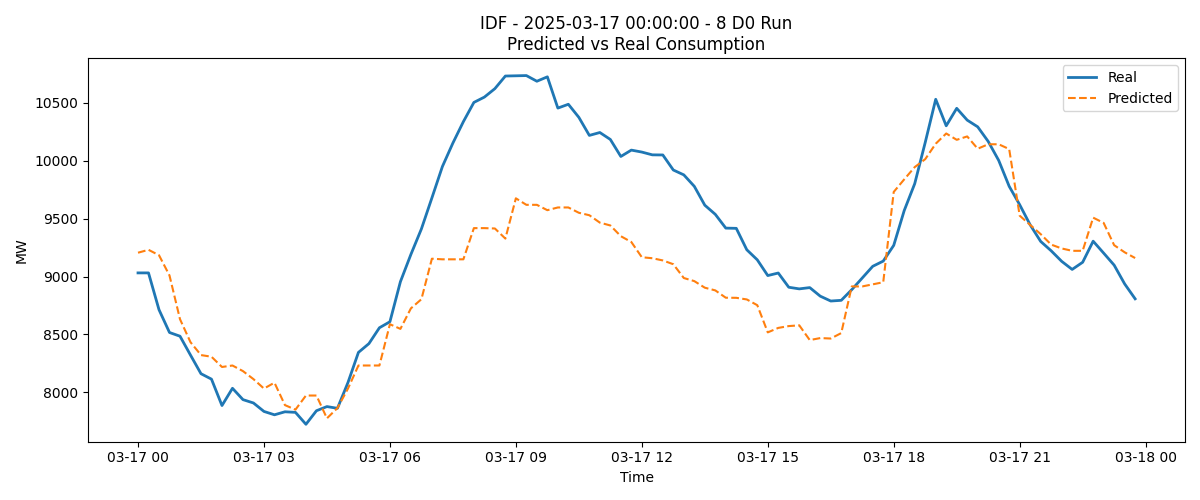 IDF - 2025-03-17 00:00:00 - 8 D0 Run
Predicted vs Real Consumption
Real
Predicted
MW
10500
10000
9500
9000
8500
8000
03-17 00
03-17 03
03-17 06
03-17 09
03-17 12
03-17 15
03-17 18
03-17 21
03-18 00
Time